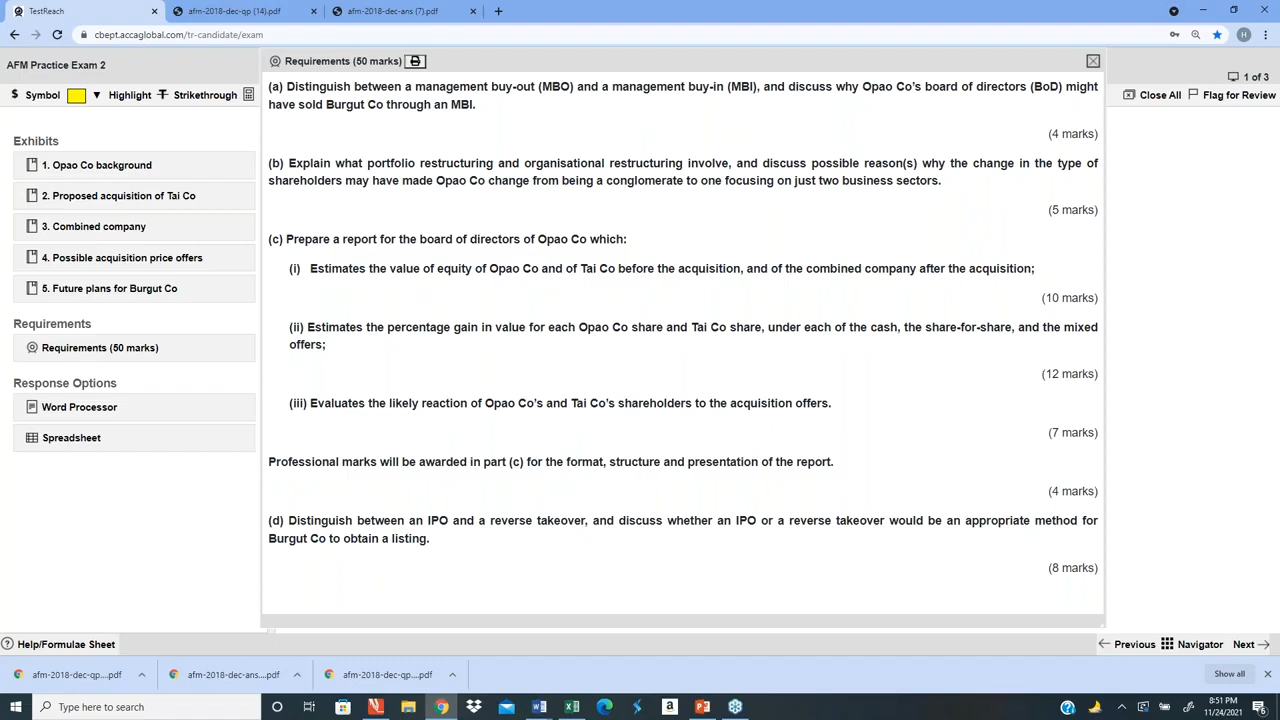 TestReach
afm-2018-dec-qp (14).pdf
afm-2018-dec-ans (7).pdf
cbept.accaglobal.com/tr-candidate/exam
H
AFM Practice Exam 2
Requirements (50 marks)
1 of 3
$ Symbol
Highlight
Strikethrough
Close All
Flag for Review
(a) Distinguish between a management buy-out (MBO) and a management buy-in (MBI), and discuss why Opao Co's board of directors (BoD) might
have sold Burgut Co through an MBI.
(4 marks)
Exhibits
1. Opao Co background
2. Proposed acquisition of Tai Co
3. Combined company
4. Possible acquisition price offers
5. Future plans for Burgut Co
Requirements
Requirements (50 marks)
Response Options
Word Processor
Spreadsheet
(b) Explain what portfolio restructuring and organisational restructuring involve, and discuss possible reason(s) why the change in the type of
shareholders may have made Opao Co change from being a conglomerate to one focusing on just two business sectors.
(5 marks)
(c) Prepare a report for the board of directors of Opao Co which:
(i) Estimates the value of equity of Opao Co and of Tai Co before the acquisition, and of the combined company after the acquisition;
(10 marks)
(ii) Estimates the percentage gain in value for each Opao Co share and Tai Co share, under each of the cash, the share-for-share, and the mixed
offers;
(12 marks)
(iii) Evaluates the likely reaction of Opao Co's and Tai Co's shareholders to the acquisition offers.
(7 marks)
Professional marks will be awarded in part (c) for the format, structure and presentation of the report.
(4 marks)
(d) Distinguish between an IPO and a reverse takeover, and discuss whether an IPO or a reverse takeover would be an appropriate method for
Burgut Co to obtain a listing.
(8 marks)
Help/Formulae Sheet
Previous
Navigator
Next
afm-2018-dec-qp....pdf
afm-2018-dec-ans....pdf
afm-2018-dec-qp....pdf
Show all
Type here to search
8:51 PM
11/24/2021